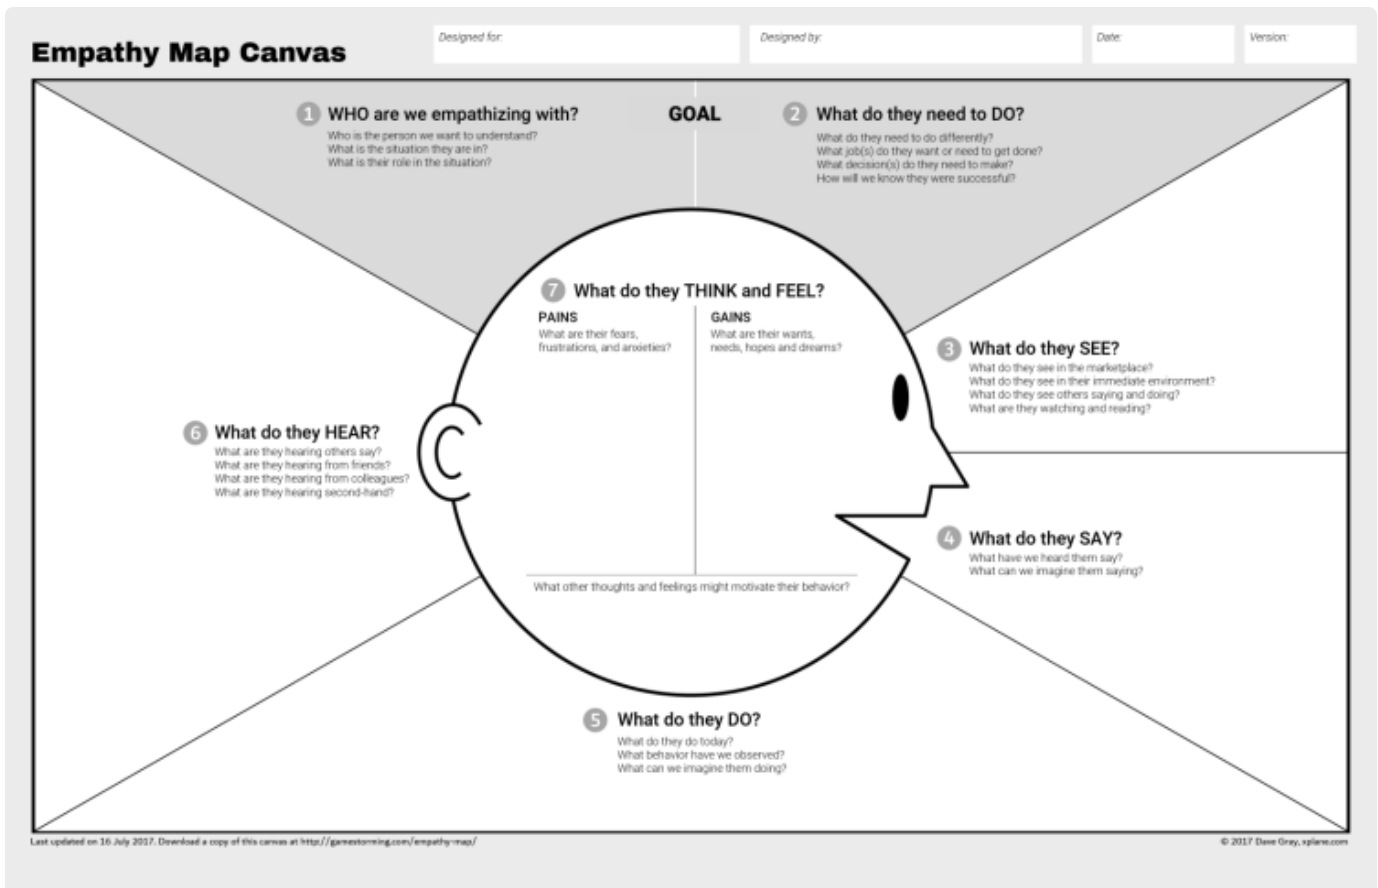 Empathy Map Canvas
Designed for:
Designed by:
Date:
Version:
1 WHO are we empathizing with?
Who is the person we want to understand?
What is the situation they are in?
What is their role in the situation?
GOAL
2 What do they need to DO?
What do they need to do differently?
What job(s) do they want or need to get done?
What decision(s) do they need to make?
How will we know they were successful?
3 What do they SEE?
What do they see in the marketplace?
What do they see in their immediate environment?
What do they see others saying and doing?
What are they watching and reading?
4 What do they SAY?
What have we heard them say?
What can we imagine them saying?
5 What do they DO?
What do they do today?
What behavior have we observed?
What can we imagine them doing?
6 What do they HEAR?
What are they hearing others say?
What are they hearing from friends?
What are they hearing from colleagues?
What are they hearing second-hand?
7 What do they THINK and FEEL?
PAINS
What are their fears,
frustrations, and anxieties?
GAINS
What are their wants,
needs, hopes and dreams?
What other thoughts and feelings might motivate their behavior?
Last updated on 16 July 2017. Download a copy of this canvas at http://gamestorming.com/empathy-map/
© 2017 Dave Gray, xplane.com